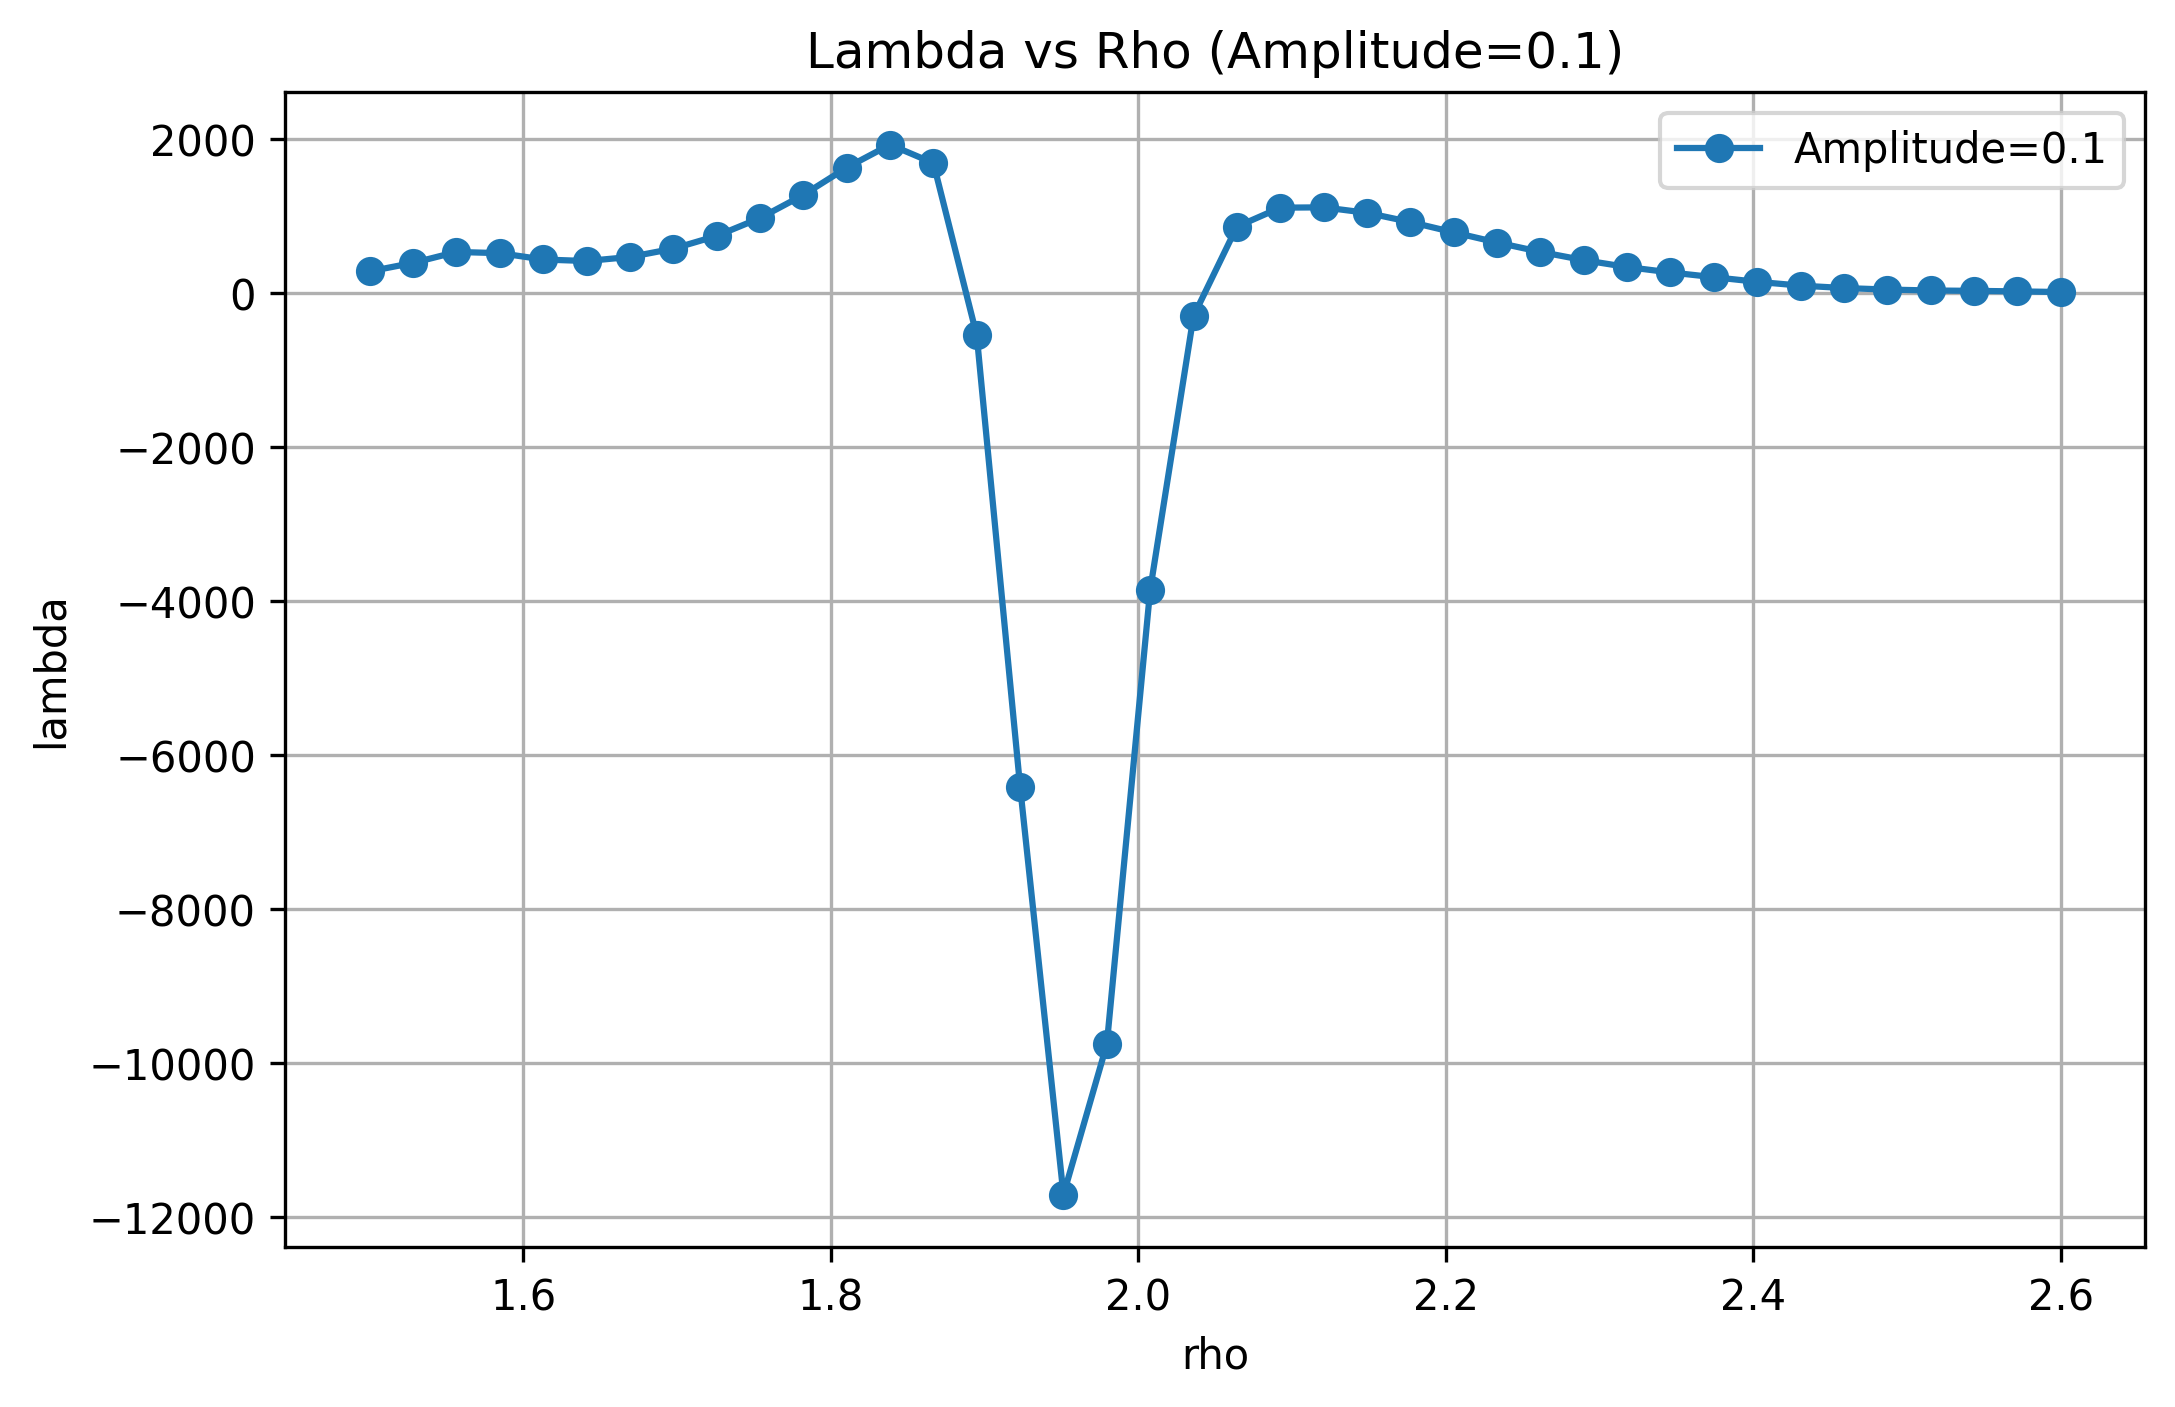 Lambda vs Rho (Amplitude=0.1)
Amplitude=0.1
2000
0
−2000
−4000
−6000
−8000
−10000
−12000
lambda
1.6 1.8 2.0 2.2 2.4 2.6
rho